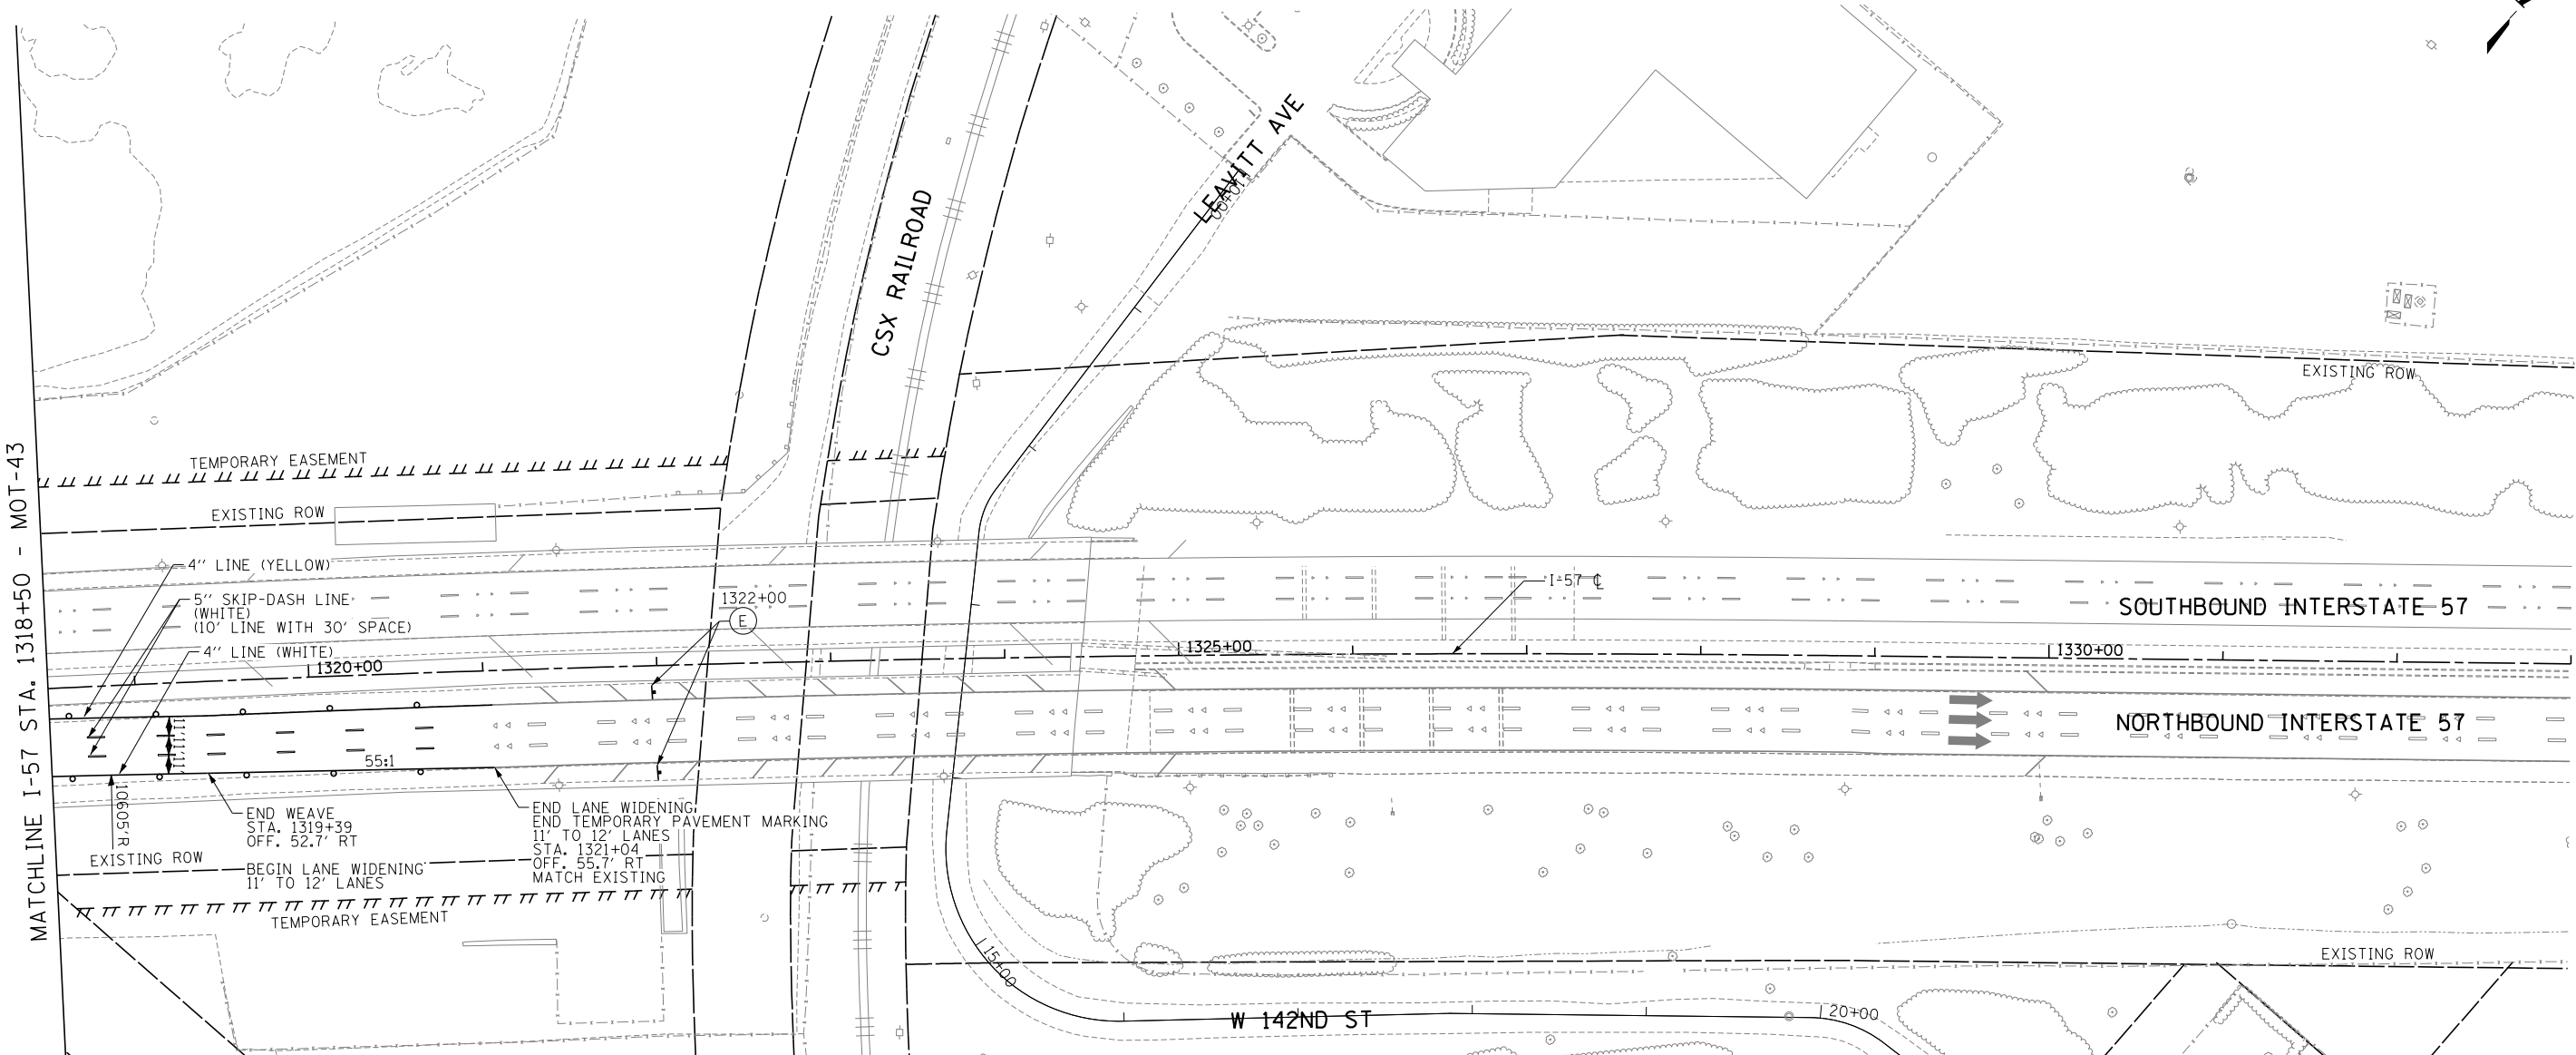 MATCHLINE I-57 STA. 1318+50 - MOT-43
CSX RAILROAD
LEAVITT AVE
EXISTING ROW
TEMPORARY EASEMENT
EXISTING ROW
4'' LINE (YELLOW)
5'' SKIP-DASH LINE
(WHITE)
(10' LINE WITH 30' SPACE)
4'' LINE (WHITE)
1322+00
E
I-57 ℄
SOUTHBOUND INTERSTATE 57
1320+00
1325+00
1330+00
NORTHBOUND INTERSTATE 57
11'
11'
11'
55:1
10605'R
END WEAVE
STA. 1319+39
OFF. 52.7' RT
BEGIN LANE WIDENING
11' TO 12' LANES
END LANE WIDENING
END TEMPORARY PAVEMENT MARKING
11' TO 12' LANES
STA. 1321+04
OFF. 55.7' RT
MATCH EXISTING
EXISTING ROW
TEMPORARY EASEMENT
EXISTING ROW
15+00
W 142ND ST
20+00